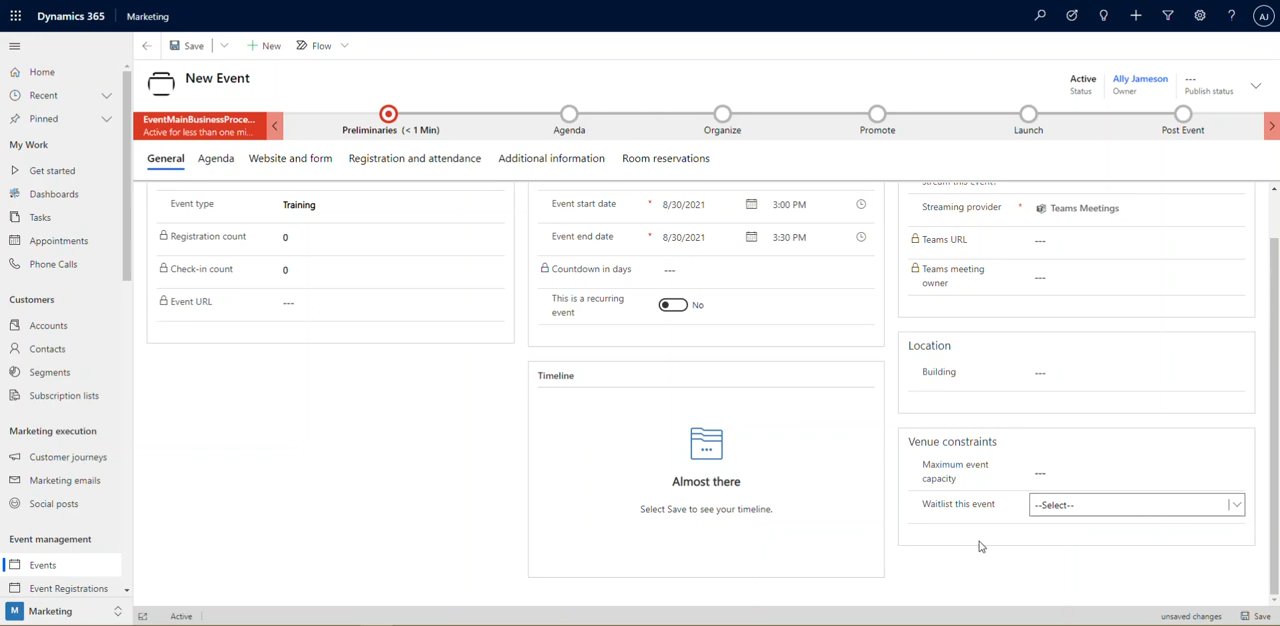 Dynamics 365
Marketing
AJ
Save
New
Flow
Home
Recent
Pinned
My Work
Get started
Dashboards
Tasks
Appointments
Phone Calls
Customers
Accounts
Contacts
Segments
Subscription lists
Marketing execution
Customer journeys
Marketing emails
Social posts
Event management
Events
Event Registrations
M Marketing
New Event
Active
Status
Ally Jameson
Owner
---
Publish status
EventMainBusinessProce...
Active for less than one mi...
Preliminaries (< 1 Min)
Agenda
Organize
Promote
Launch
Post Event
General
Agenda
Website and form
Registration and attendance
Additional information
Room reservations
Event type
Training
Registration count
0
Check-in count
0
Event URL
---
Event start date
* 8/30/2021
3:00 PM
Event end date
* 8/30/2021
3:30 PM
Countdown in days
---
This is a recurring
event
No
Timeline
Almost there
Select Save to see your timeline.
stream this event?
Streaming provider
* Teams Meetings
Teams URL
---
Teams meeting
owner
---
Location
Building
---
Venue constraints
Maximum event
capacity
---
Waitlist this event
--Select--
Active
unsaved changes
Save